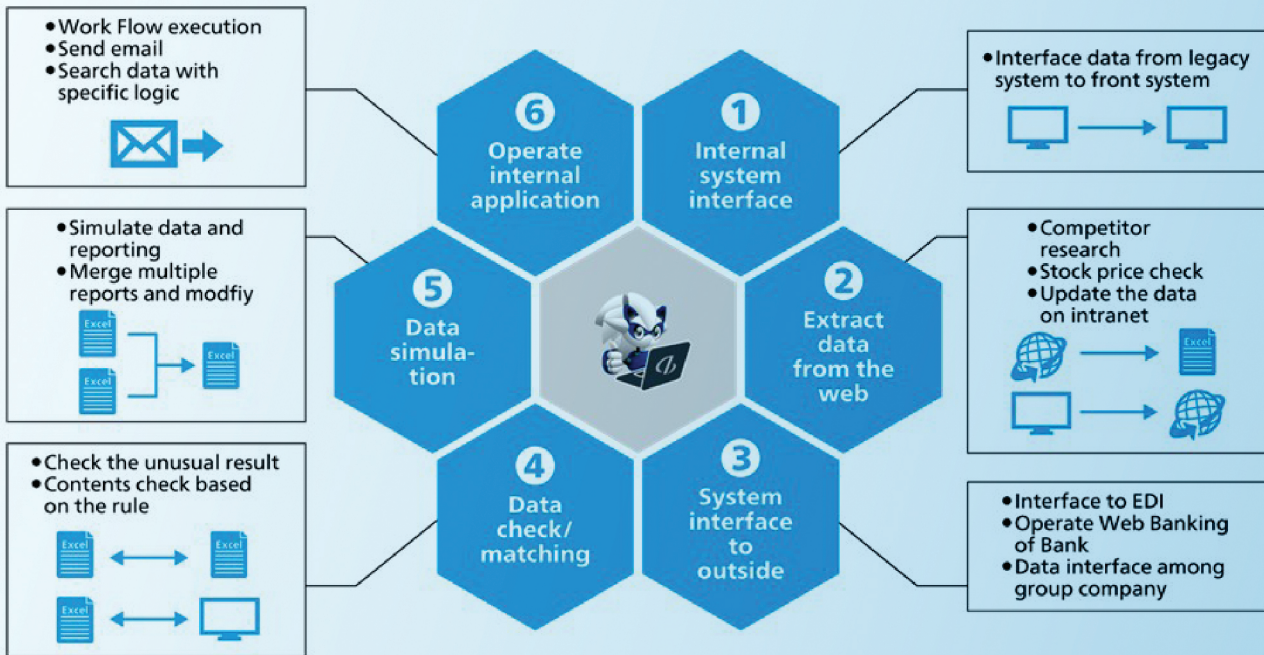 • Work Flow execution
• Send email
• Search data with
specific logic
6
Operate
internal
application
1
Internal
system
interface
• Interface data from legacy
system to front system
• Simulate data and
reporting
• Merge multiple
reports and modfiy
Excel
Excel
Excel
5
Data
simula-
tion
2
Extract
data
from the
web
• Competitor
research
• Stock price check
• Update the data
on intranet
Excel
• Check the unusual result
• Contents check based
on the rule
Excel
Excel
Excel
4
Data
check/
matching
3
System
interface
to
outside
• Interface to EDI
• Operate Web Banking
of Bank
• Data interface among
group company